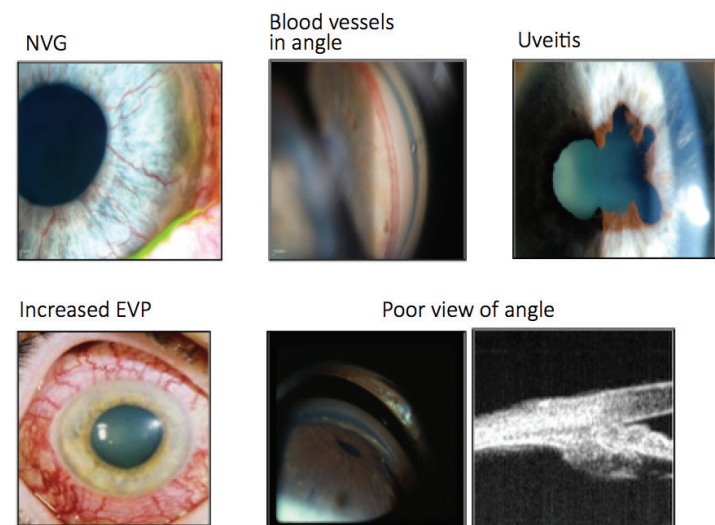 NVG
Blood vessels
in angle
Uveitis
Increased EVP
Poor view of angle